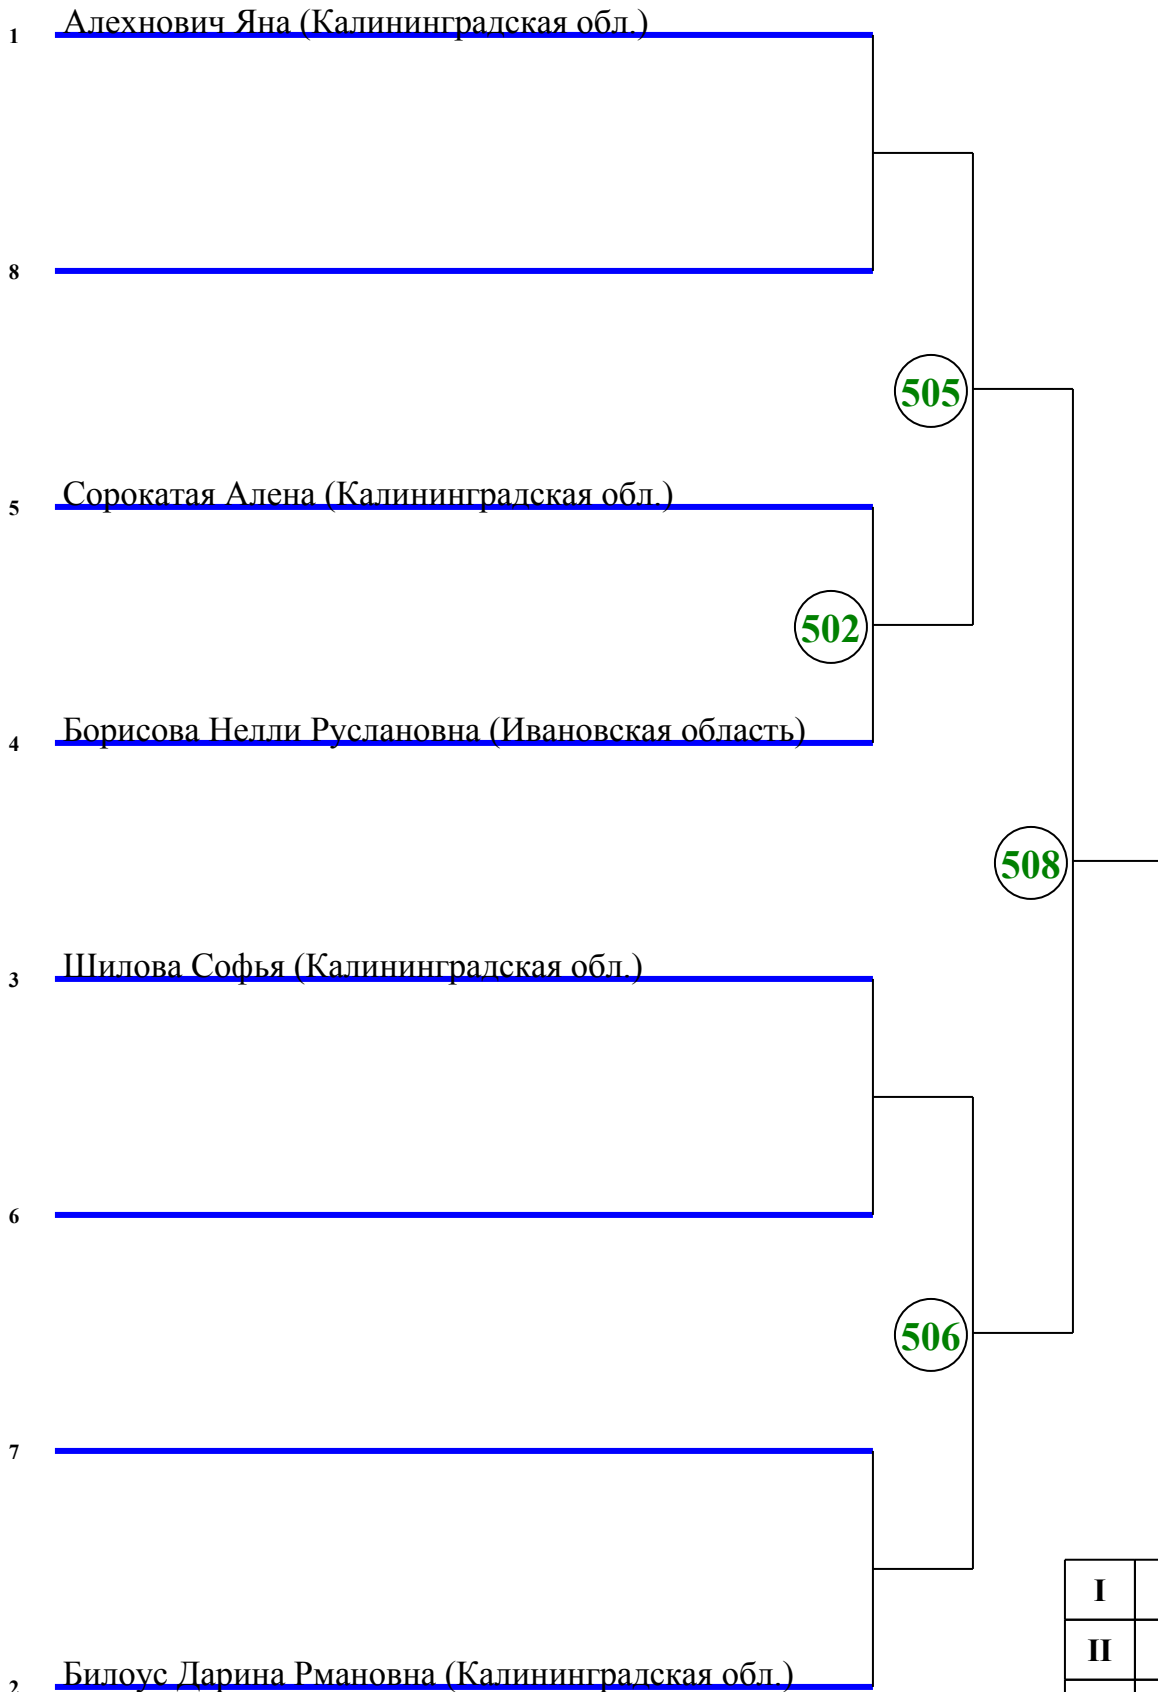 1 Алехнович Яна (Калининградская обл.)
8
505
5 Сорокатая Алена (Калининградская обл.)
502
4 Борисова Нелли Руслановна (Ивановская область)
508
3 Шилова Софья (Калининградская обл.)
6
506
7
I
II
2 Билоус Дарина Рмановна (Калининградская обл.)